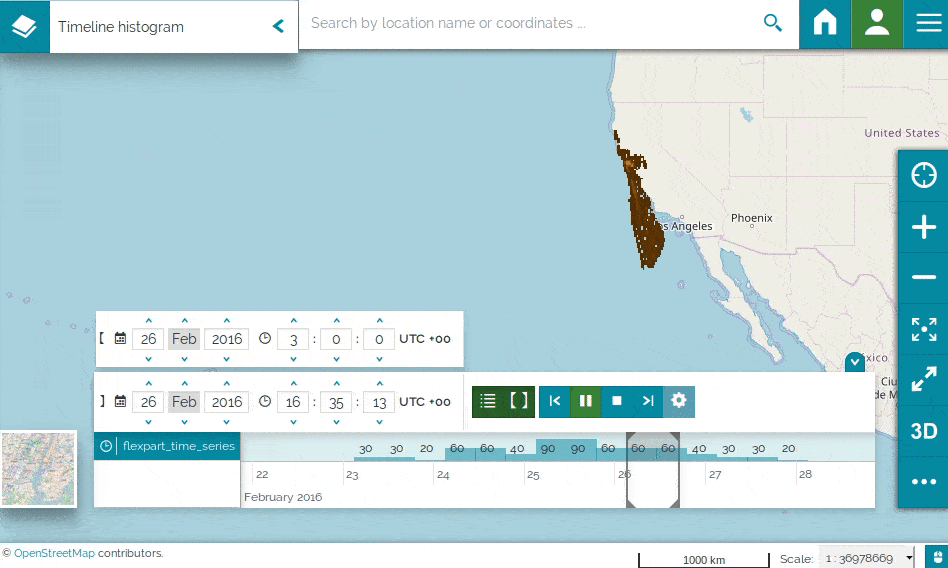 Timeline histogram
Search by location name or coordinates ...
United States
Phoenix
os Angeles
[ 26 Feb 2016 3 : 0 : 0 UTC +00
éxico
] 26 Feb 2016 16 : 35 : 13 UTC +00
Ciu
de M
3D
flexpart_time_series
30 30 20 60 60 40 90 90 60 60 60 40 30 30 20
22 23 24 25 26 27 28
February 2016
© OpenStreetMap contributors.
1000 km
Scale: 1 : 36978669